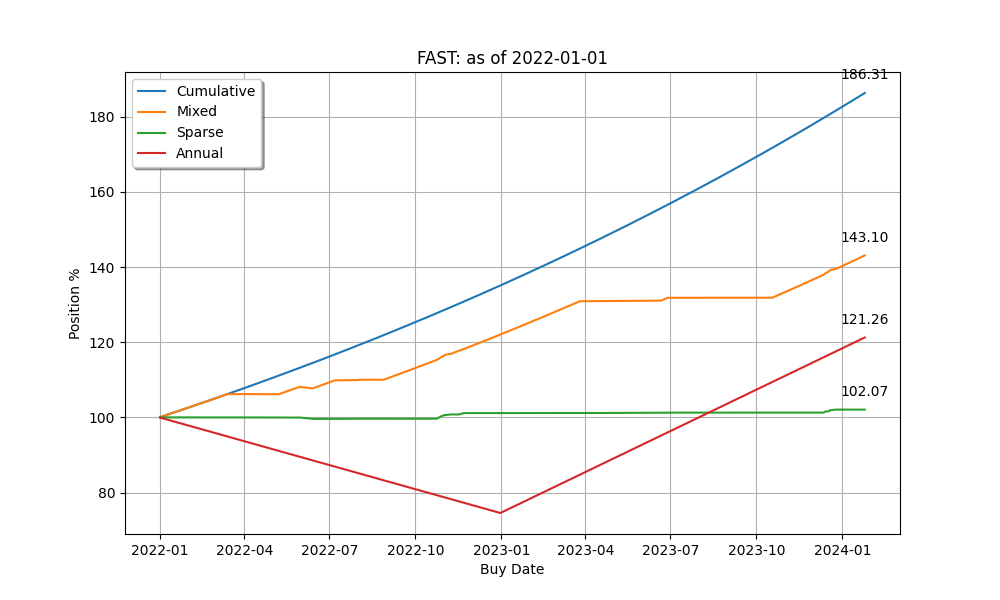 FAST: as of 2022-01-01
186.31
Cumulative
Mixed
Sparse
Annual
180
160
143.10
140
121.26
120
102.07
100
80
Position %
2022-01 2022-04 2022-07 2022-10 2023-01 2023-04 2023-07 2023-10 2024-01
Buy Date